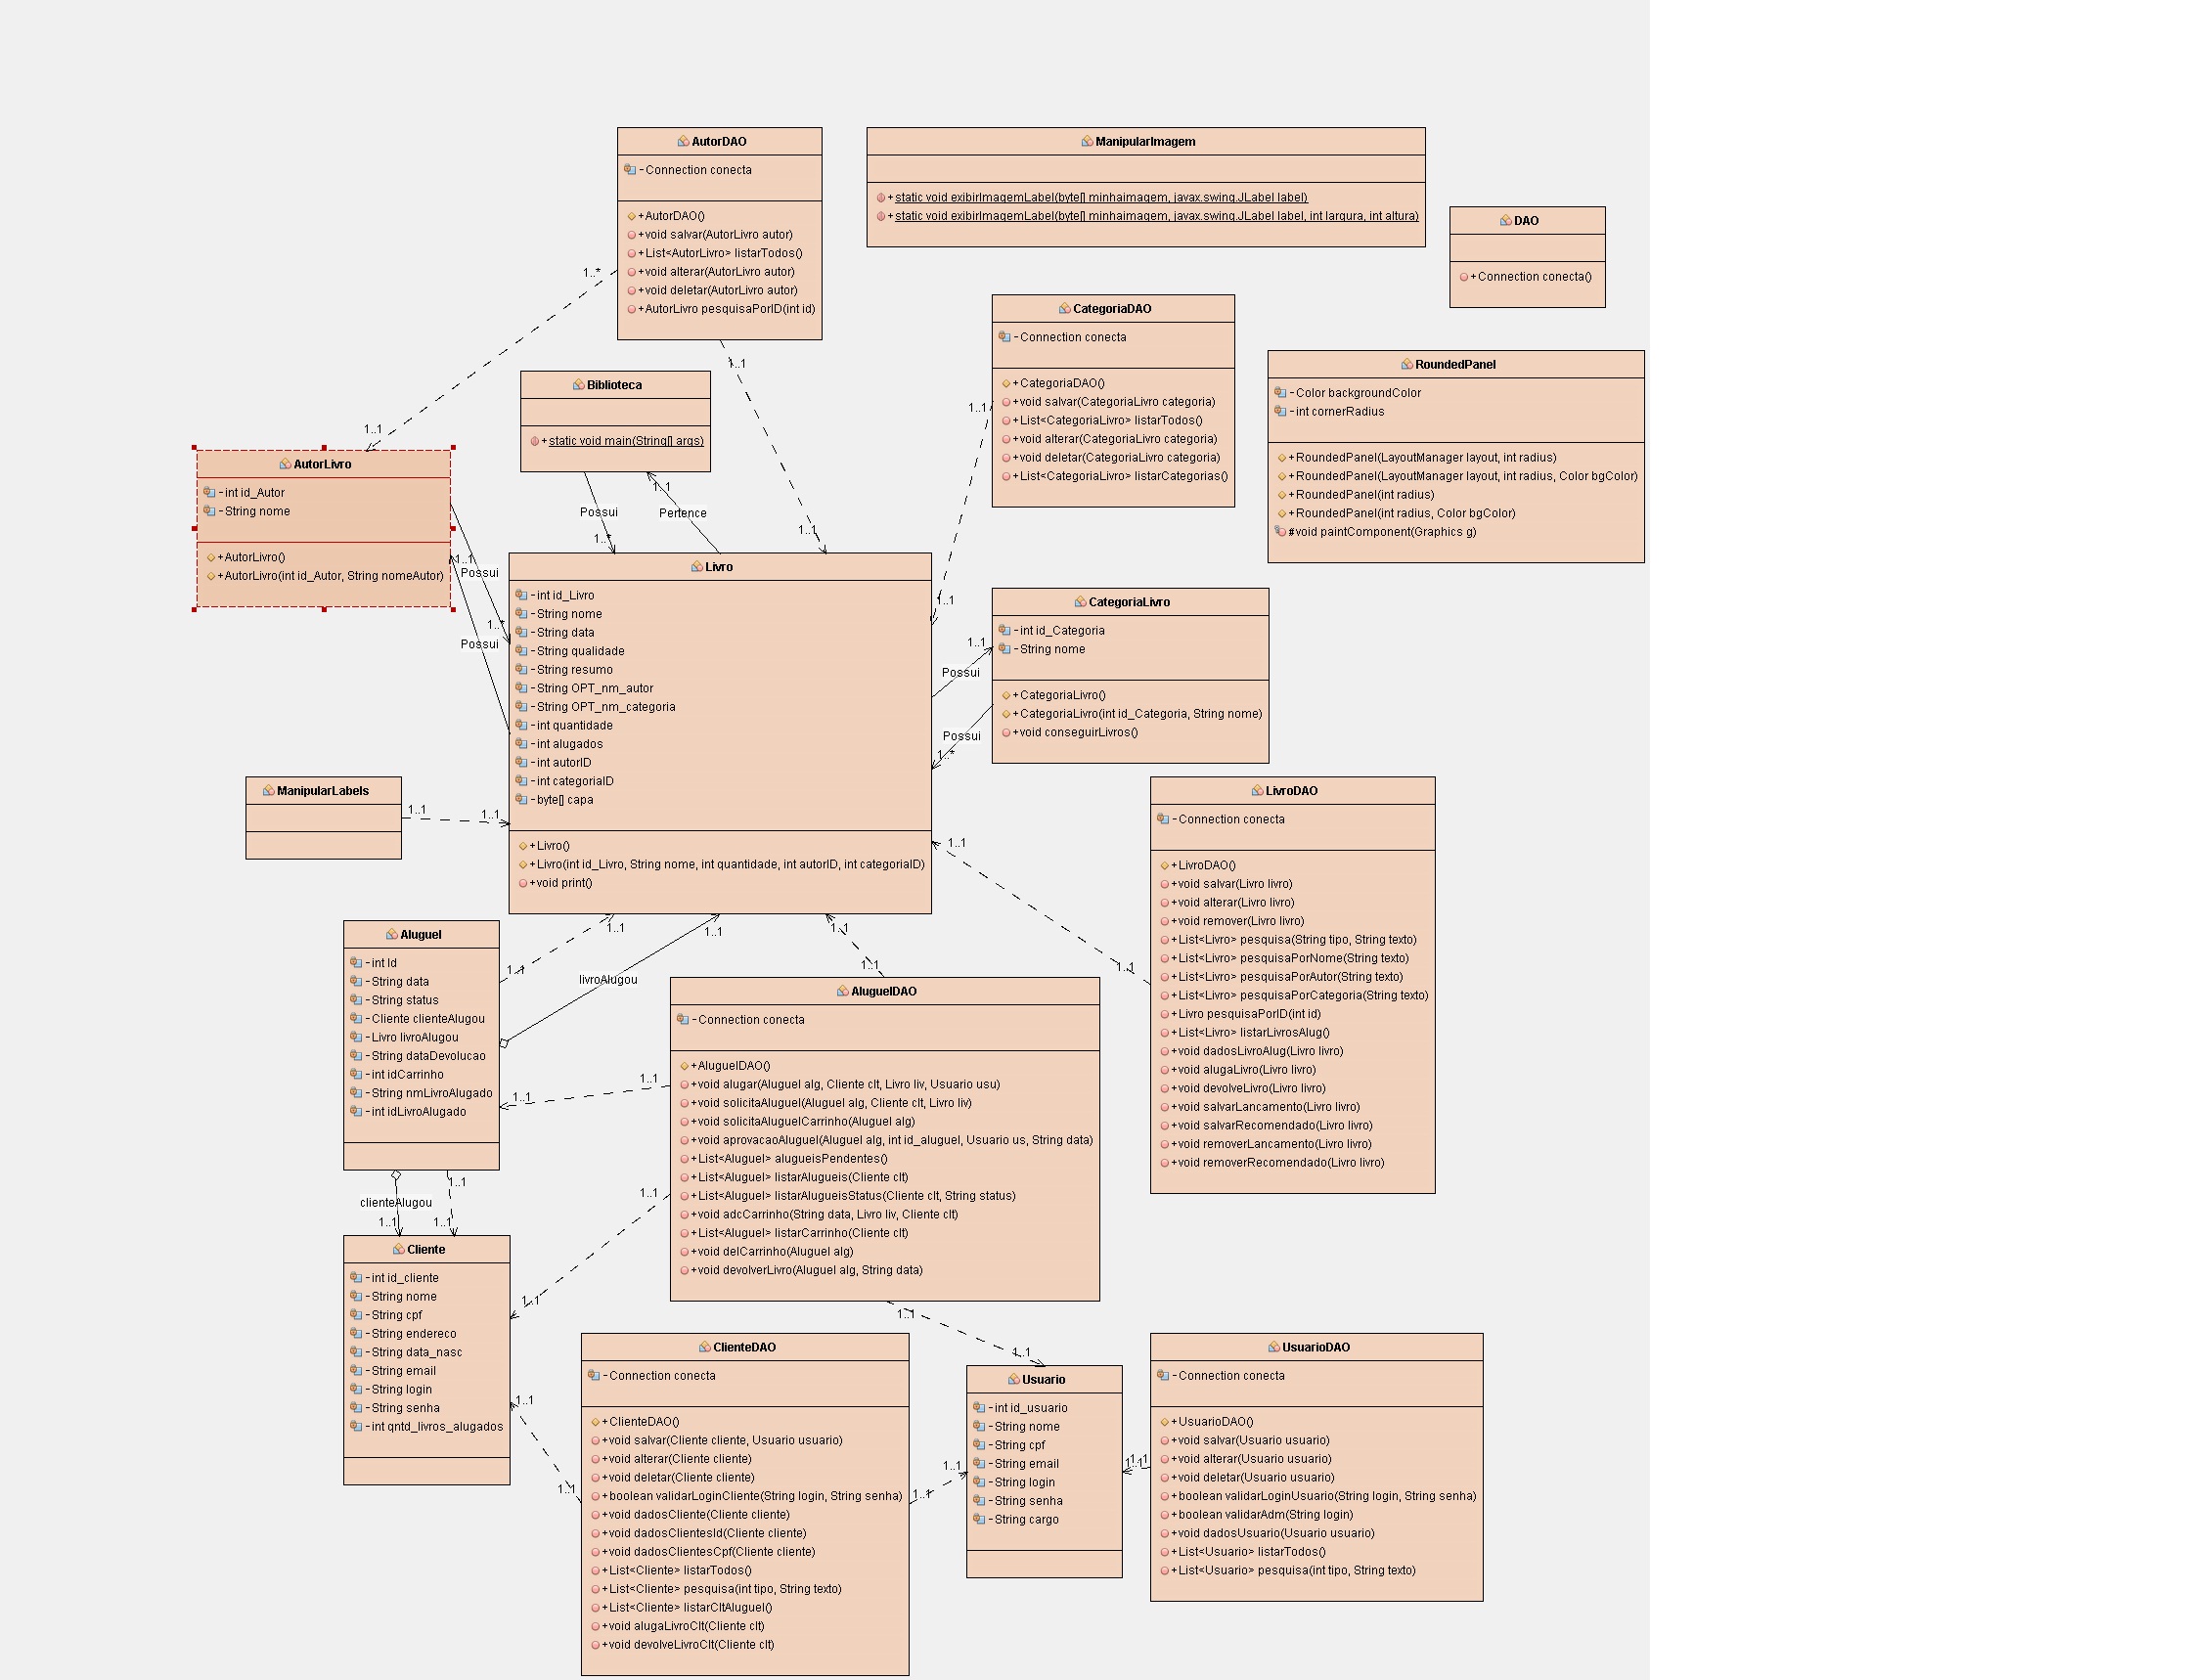 AutorDAO
-Connection conecta
+AutorDAO()
+void salvar(AutorLivro autor)
+List<AutorLivro> listarTodos()
+void alterar(AutorLivro autor)
+void deletar(AutorLivro autor)
+AutorLivro pesquisaPorID(int id)
ManipularImagem
+static void exibirImagemLabel(byte[] minhaimagem, javax.swing.JLabel label)
+static void exibirImagemLabel(byte[] minhaimagem, javax.swing.JLabel label, int largura, int altura)
DAO
+Connection conecta()
1..*
1..1
1..1
1..1
CategoriaDAO
-Connection conecta
+CategoriaDAO()
+void salvar(CategoriaLivro categoria)
+List<CategoriaLivro> listarTodos()
+void alterar(CategoriaLivro categoria)
+void deletar(CategoriaLivro categoria)
+List<CategoriaLivro> listarCategorias()
1..1
1..1
RoundedPanel
-Color backgroundColor
-int cornerRadius
+RoundedPanel(LayoutManager layout, int radius)
+RoundedPanel(LayoutManager layout, int radius, Color bgColor)
+RoundedPanel(int radius)
+RoundedPanel(int radius, Color bgColor)
#void paintComponent(Graphics g)
Biblioteca
+static void main(String[] args)
Possui
1..*
1..1
Pertence
AutorLivro
-int id_Autor
-String nome
+AutorLivro()
+AutorLivro(int id_Autor, String nomeAutor)
1..1
Possui
1..*
Possui
Livro
-int id_Livro
-String nome
-String data
-String qualidade
-String resumo
-String OPT_nm_autor
-String OPT_nm_categoria
-int quantidade
-int alugados
-int autorID
-int categoriaID
-byte[] capa
+Livro()
+Livro(int id_Livro, String nome, int quantidade, int autorID, int categoriaID)
+void print()
CategoriaLivro
-int id_Categoria
-String nome
+CategoriaLivro()
+CategoriaLivro(int id_Categoria, String nome)
+void conseguirLivros()
1..1
Possui
Possui
1..*
ManipularLabels
1..1
1..1
LivroDAO
-Connection conecta
+LivroDAO()
+void salvar(Livro livro)
+void alterar(Livro livro)
+void remover(Livro livro)
+List<Livro> pesquisa(String tipo, String texto)
+List<Livro> pesquisaPorNome(String texto)
+List<Livro> pesquisaPorAutor(String texto)
+List<Livro> pesquisaPorCategoria(String texto)
+Livro pesquisaPorID(int id)
+List<Livro> listarLivrosAlug()
+void dadosLivroAlug(Livro livro)
+void alugaLivro(Livro livro)
+void devolveLivro(Livro livro)
+void salvarLancamento(Livro livro)
+void salvarRecomendado(Livro livro)
+void removerLancamento(Livro livro)
+void removerRecomendado(Livro livro)
1..1
1..1
Aluguel
-int Id
-String data
-String status
-Cliente clienteAlugou
-Livro livroAlugou
-String dataDevolucao
-int idCarrinho
-String nmLivroAlugado
-int idLivroAlugado
1..1
1..1
1..1
livroAlugou
1..1
1..1
AluguelDAO
-Connection conecta
+AluguelDAO()
+void alugar(Aluguel alg, Cliente clt, Livro liv, Usuario usu)
+void solicitaAluguel(Aluguel alg, Cliente clt, Livro liv)
+void solicitaAluguelCarrinho(Aluguel alg)
+void aprovacaoAluguel(Aluguel alg, int id_aluguel, Usuario us, String data)
+List<Aluguel> alugueisPendentes()
+List<Aluguel> listarAlugueis(Cliente clt)
+List<Aluguel> listarAlugueisStatus(Cliente clt, String status)
+void adcCarrinho(String data, Livro liv, Cliente clt)
+List<Aluguel> listarCarrinho(Cliente clt)
+void delCarrinho(Aluguel alg)
+void devolverLivro(Aluguel alg, String data)
1..1
1..1
1..1
1..1
1..1
clienteAlugou
1..1
1..1
Cliente
-int id_cliente
-String nome
-String cpf
-String endereco
-String data_nasc
-String email
-String login
-String senha
-int qntd_livros_alugados
1..1
1..1
ClienteDAO
-Connection conecta
+ClienteDAO()
+void salvar(Cliente cliente, Usuario usuario)
+void alterar(Cliente cliente)
+void deletar(Cliente cliente)
+boolean validarLoginCliente(String login, String senha)
+void dadosCliente(Cliente cliente)
+void dadosClientesId(Cliente cliente)
+void dadosClientesCpf(Cliente cliente)
+List<Cliente> listarTodos()
+List<Cliente> pesquisa(int tipo, String texto)
+List<Cliente> listarCltAluguel()
+void alugaLivroClt(Cliente clt)
+void devolveLivroClt(Cliente clt)
1..1
1..1
1..1
1..1
Usuario
-int id_usuario
-String nome
-String cpf
-String email
-String login
-String senha
-String cargo
1..1
1..1
UsuarioDAO
-Connection conecta
+UsuarioDAO()
+void salvar(Usuario usuario)
+void alterar(Usuario usuario)
+void deletar(Usuario usuario)
+boolean validarLoginUsuario(String login, String senha)
+boolean validarAdm(String login)
+void dadosUsuario(Usuario usuario)
+List<Usuario> listarTodos()
+List<Usuario> pesquisa(int tipo, String texto)